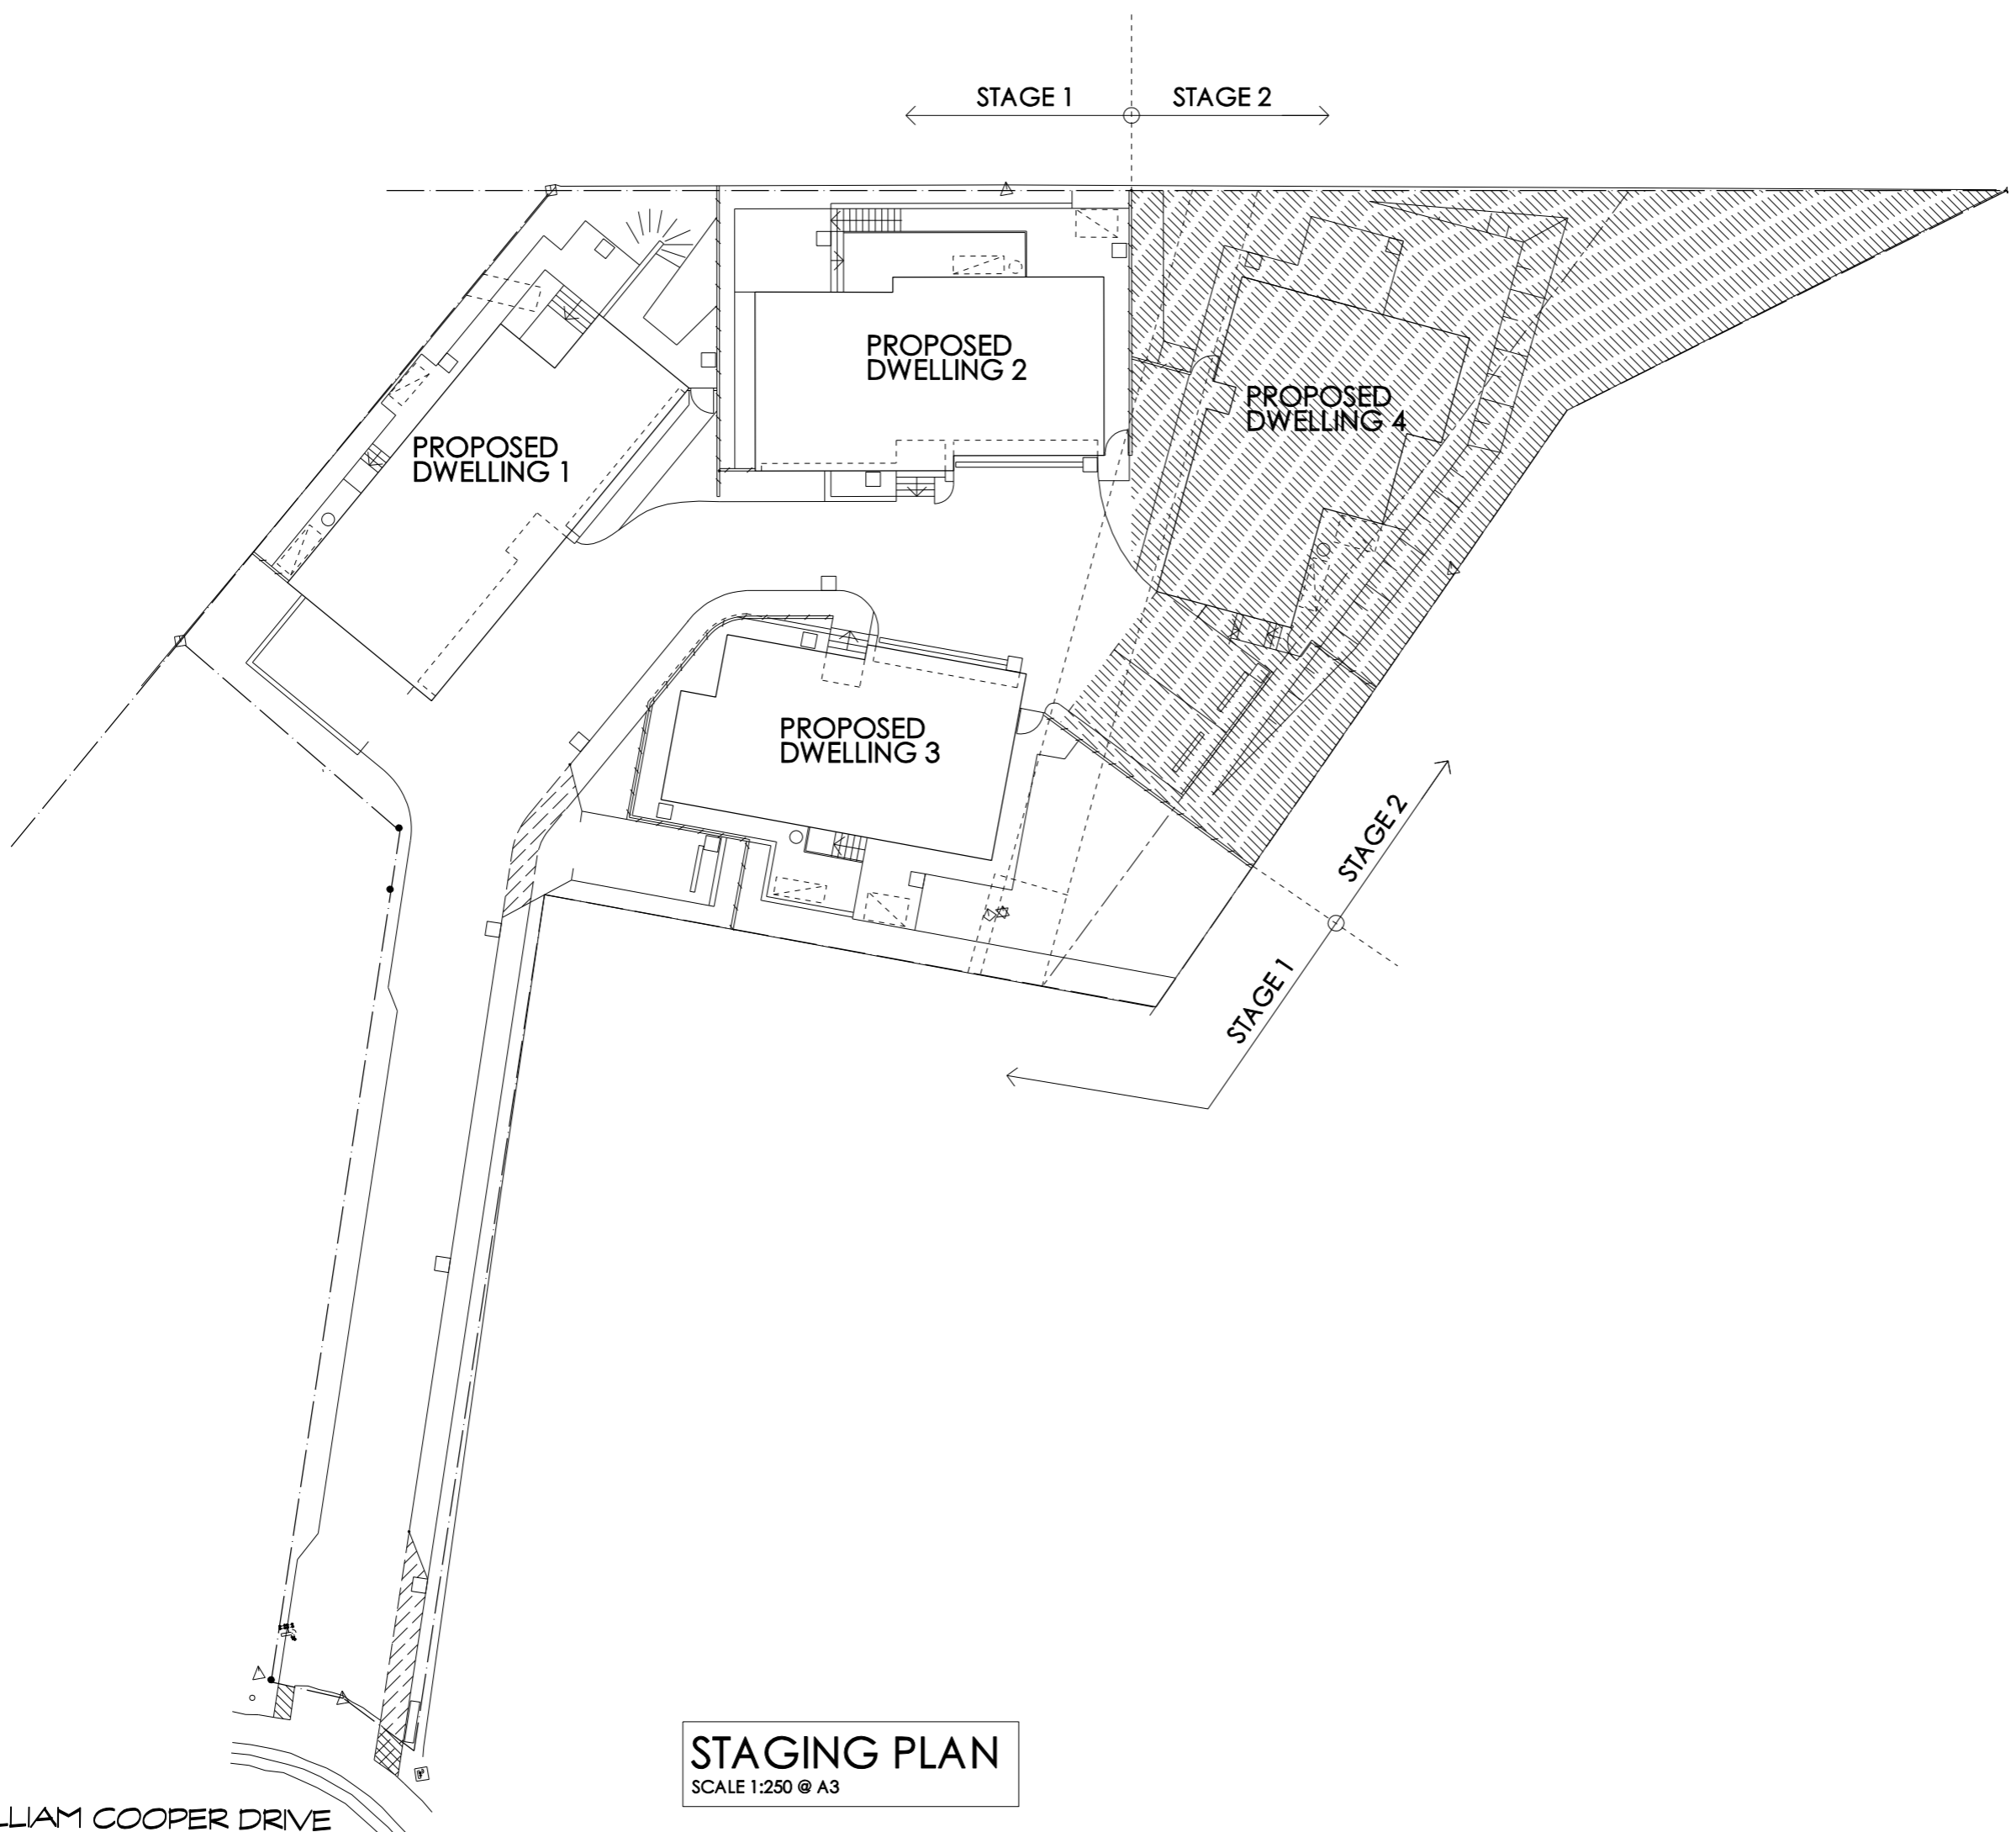 STAGE 1
STAGE 2
PROPOSED
DWELLING 2
PROPOSED
DWELLING 4
PROPOSED
DWELLING 1
PROPOSED
DWELLING 3
STAGE 2
STAGE 1
STAGING PLAN
SCALE 1:250 @ A3
LLIAM COOPER DRIVE